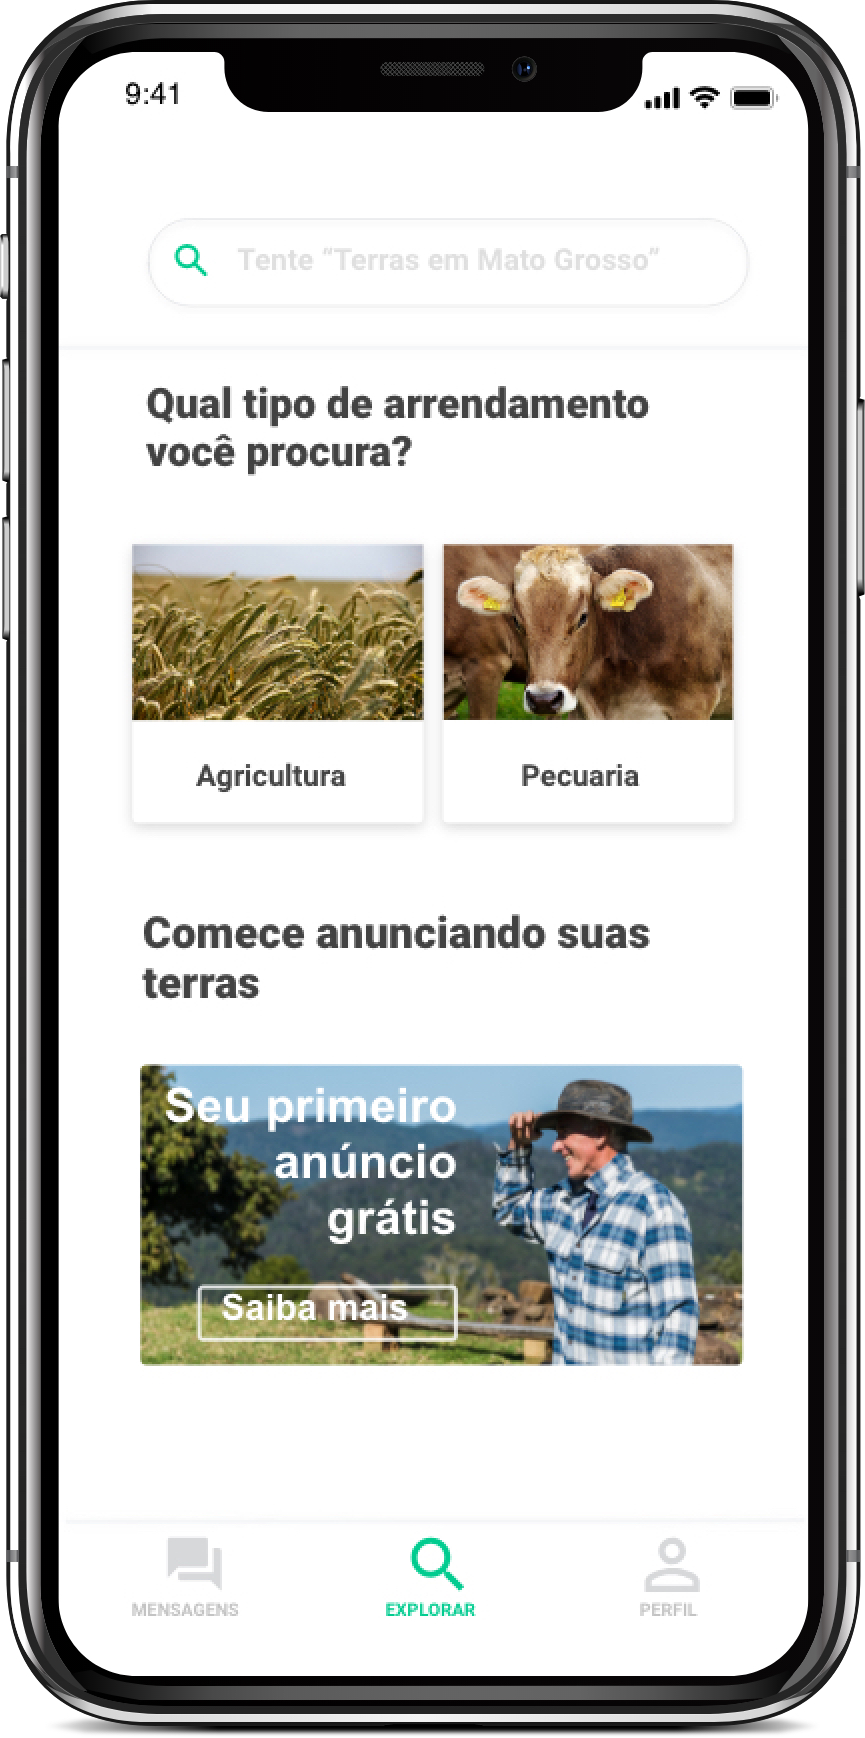 9:41
Tente “Terras em Mato Grosso”
Qual tipo de arrendamento
você procura?
Agricultura
Pecuaria
Comece anunciando suas
terras
Seu primeiro
anúncio
grátis
Saiba mais
MENSAGENS
EXPLORAR
PERFIL